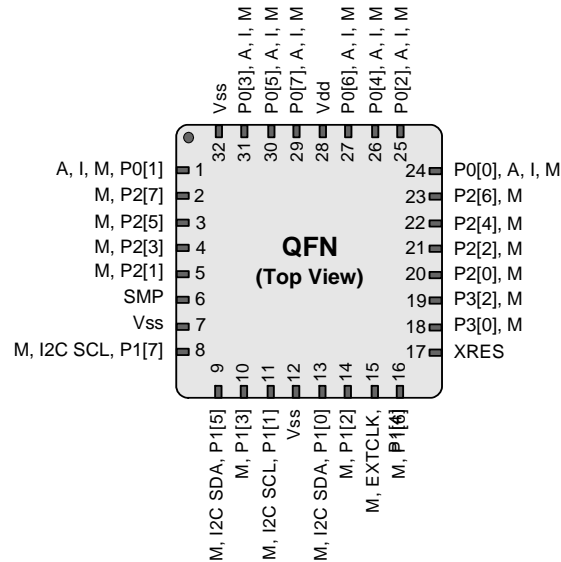 Vss
P0[3], A, I, M
P0[5], A, I, M
P0[7], A, I, M
Vdd
P0[6], A, I, M
P0[4], A, I, M
P0[2], A, I, M
32
31
30
29
28
27
26
25
A, I, M, P0[1] 1
M, P2[7] 2
M, P2[5] 3
M, P2[3] 4
M, P2[1] 5
SMP 6
Vss 7
M, I2C SCL, P1[7] 8
QFN
(Top View)
24 P0[0], A, I, M
23 P2[6], M
22 P2[4], M
21 P2[2], M
20 P2[0], M
19 P3[2], M
18 P3[0], M
17 XRES
9
10
11
12
13
14
15
16
M, I2C SDA, P1[5]
M, P1[3]
M, I2C SCL, P1[1]
Vss
M, I2C SDA, P1[0]
M, P1[2]
M, EXTCLK,
P1[4]
M, P1[6]